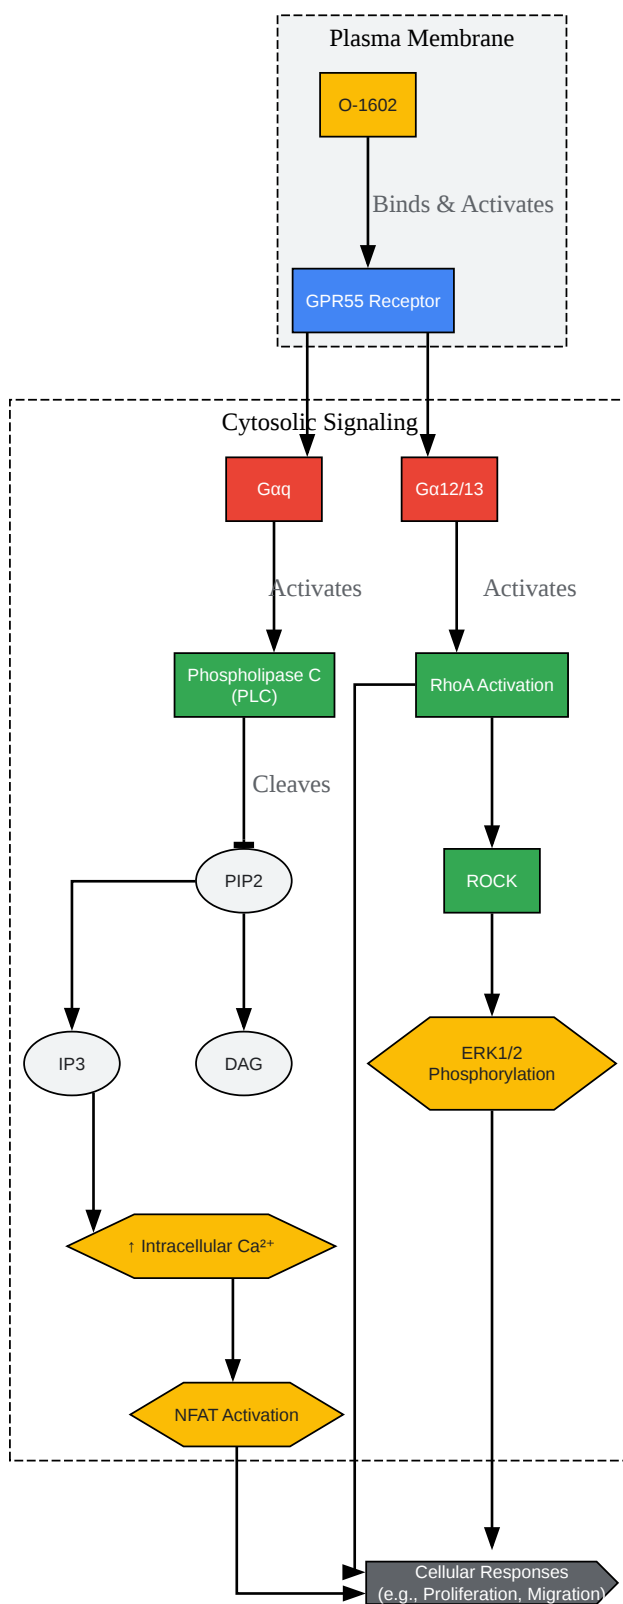 Plasma Membrane
O-1602
Binds & Activates
GPR55 Receptor
Cytosolic Signaling
Gαq
Gα12/13
Activates
Activates
Phospholipase C
(PLC)
RhoA Activation
Cleaves
PIP2
ROCK
IP3
DAG
ERK1/2
Phosphorylation
↑ Intracellular Ca²⁺
NFAT Activation
Cellular Responses
(e.g., Proliferation, Migration)